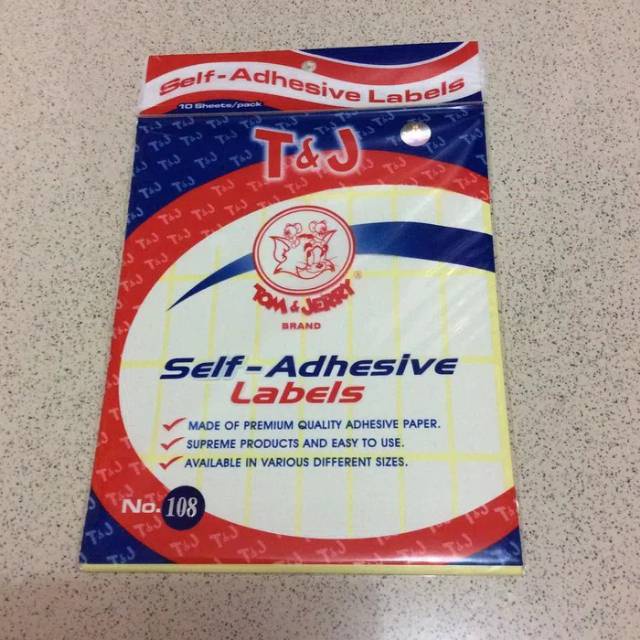 Self-Adhesive Labels
10 Sheets/pack
T&J
TOM & JERRY
®
BRAND
Self-Adhesive
Labels
MADE OF PREMIUM QUALITY ADHESIVE PAPER.
SUPREME PRODUCTS AND EASY TO USE.
AVAILABLE IN VARIOUS DIFFERENT SIZES.
No. 108
T&J